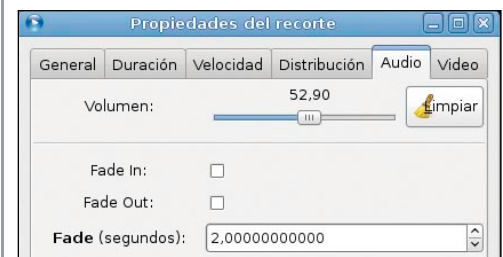 Propiedades del recorte
General Duración Velocidad Distribución Audio Video
52,90
Volumen: Limpiar
Fade In:
Fade Out:
Fade (segundos): 2,00000000000